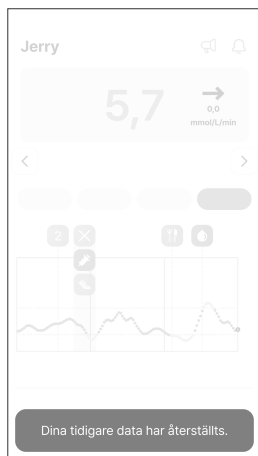 Jerry
5,7
0,0
mmol/L/min
2
Dina tidigare data har återställts.